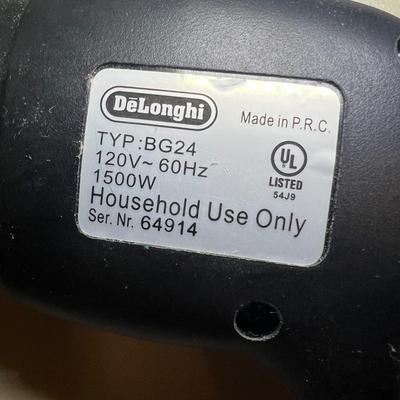 DeLonghi
Made in P.R.C.
TYP:BG24
120V~ 60Hz
1500W
UL
LISTED
54J9
Household Use Only
Ser. Nr. 64914